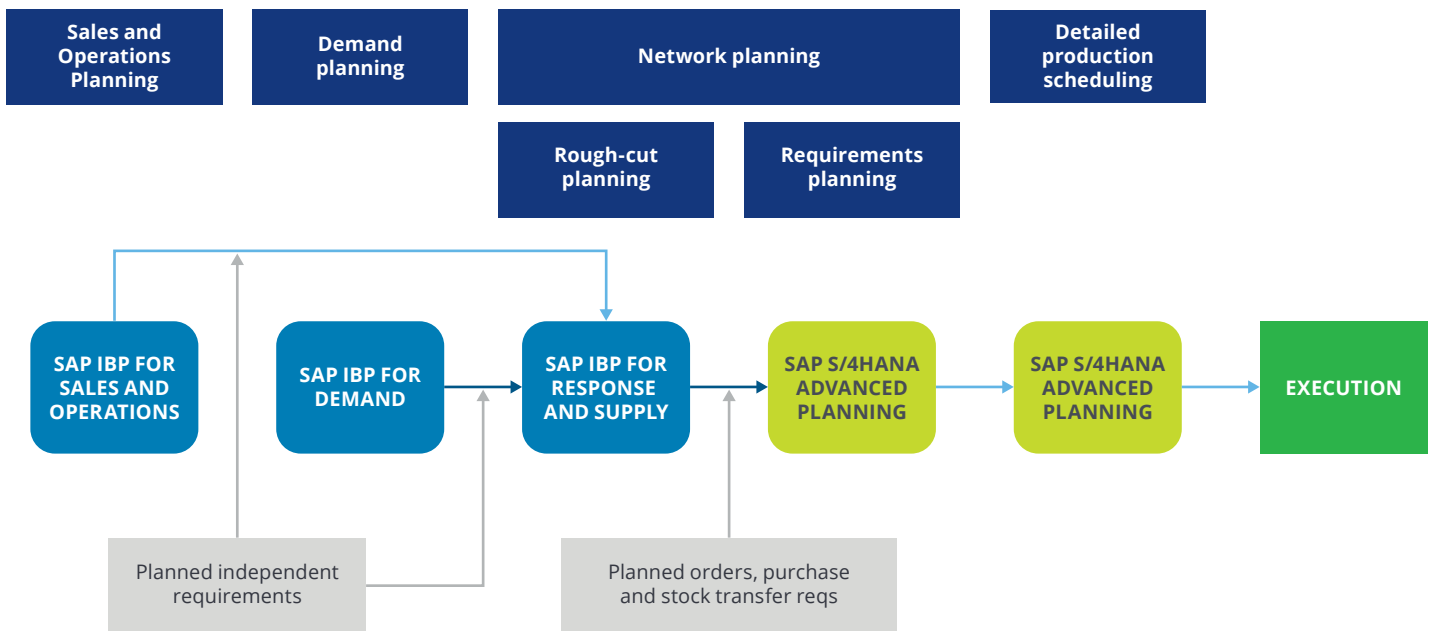 Sales and
Operations
Planning
Demand
planning
Network planning
Detailed
production
scheduling
Rough-cut
planning
Requirements
planning
SAP IBP FOR
SALES AND
OPERATIONS
SAP IBP FOR
DEMAND
SAP IBP FOR
RESPONSE
AND SUPPLY
SAP S/4HANA
ADVANCED
PLANNING
SAP S/4HANA
ADVANCED
PLANNING
EXECUTION
Planned independent
requirements
Planned orders, purchase
and stock transfer reqs